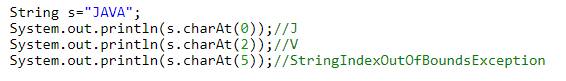 String s="JAVA";
System.out.println(s.charAt(0));//J
System.out.println(s.charAt(2));//V
System.out.println(s.charAt(5));//StringIndexOutOfBoundsException